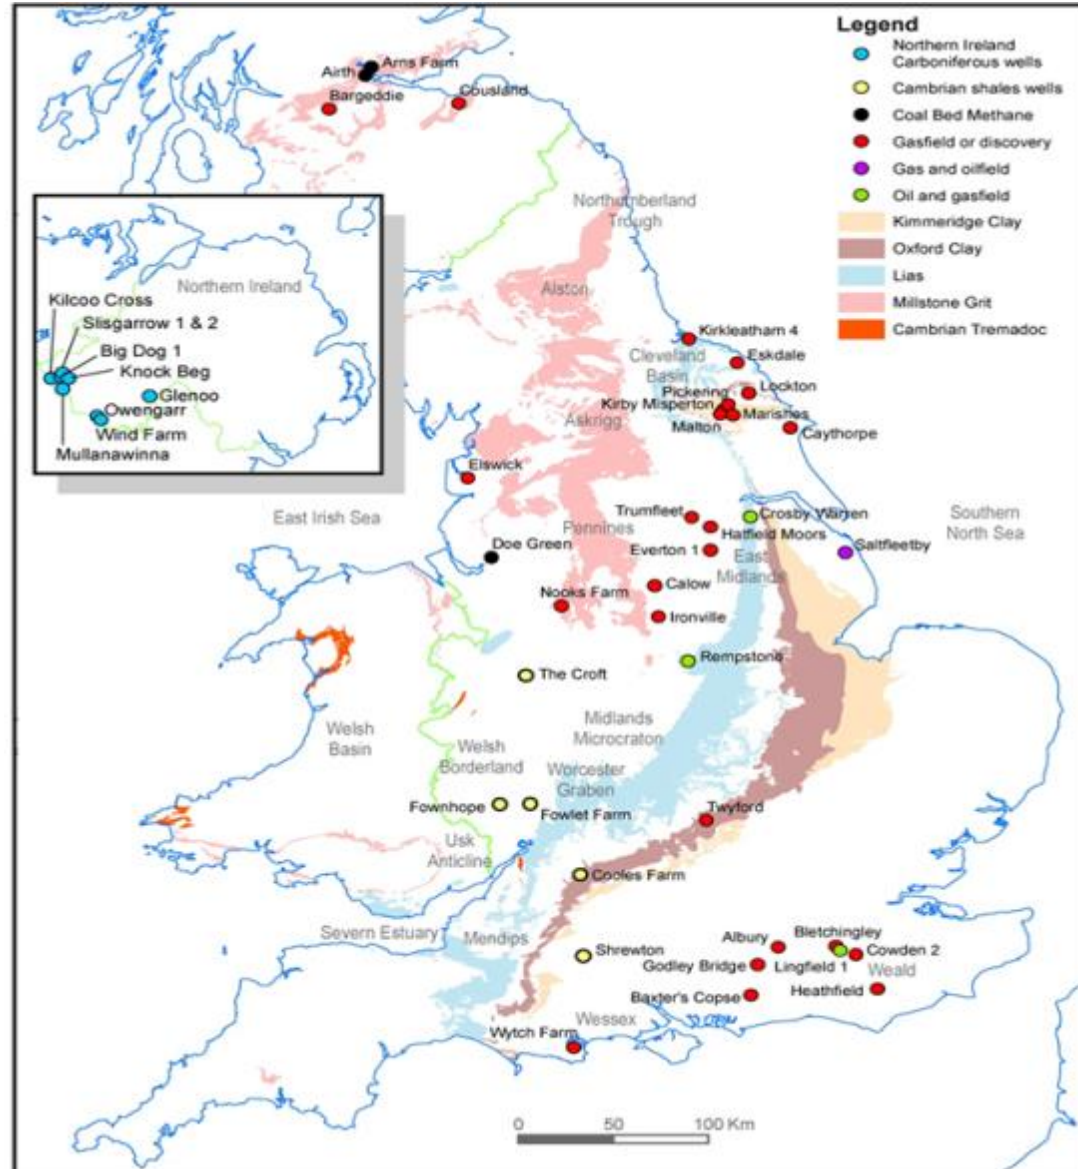 Legend
Northern Ireland
Carboniferous wells
Cambrian shales wells
Coal Bed Methane
Gasfield or discovery
Gas and oilfield
Oil and gasfield
Kimmeridge Clay
Oxford Clay
Lias
Millstone Grit
Cambrian Tremadoc
Arns Farm
Airth
Bargeddie
Cousland
Northumberland
Trough
Northern Ireland
Kilcoo Cross
Slisgarrow 1 & 2
Big Dog 1
Knock Beg
Glenoo
Owengarr
Wind Farm
Mullanawinna
Alston
Kirkleatham 4
Cleveland
Basin
Eskdale
Pickering
Lockton
Kirby Misperton
Marishes
Malton
Caythorpe
Askrigg
Elswick
East Irish Sea
Trumfleet
Crosby Warren
Southern
North Sea
Pennines
Hatfield Moors
Doe Green
Everton 1
East
Midlands
Saltfleetby
Nooks Farm
Calow
Ironville
Rempstone
The Croft
Welsh
Basin
Midlands
Microcraton
Welsh
Borderland
Worcester
Graben
Fownhope
Fowlet Farm
Twyford
Usk
Anticline
Cooles Farm
Severn Estuary
Mendips
Shrewton
Albury
Bletchingley
Cowden 2
Godley Bridge
Lingfield 1
Weald
Baxter's Copse
Heathfield
Wessex
Wytch Farm
0 50 100 Km